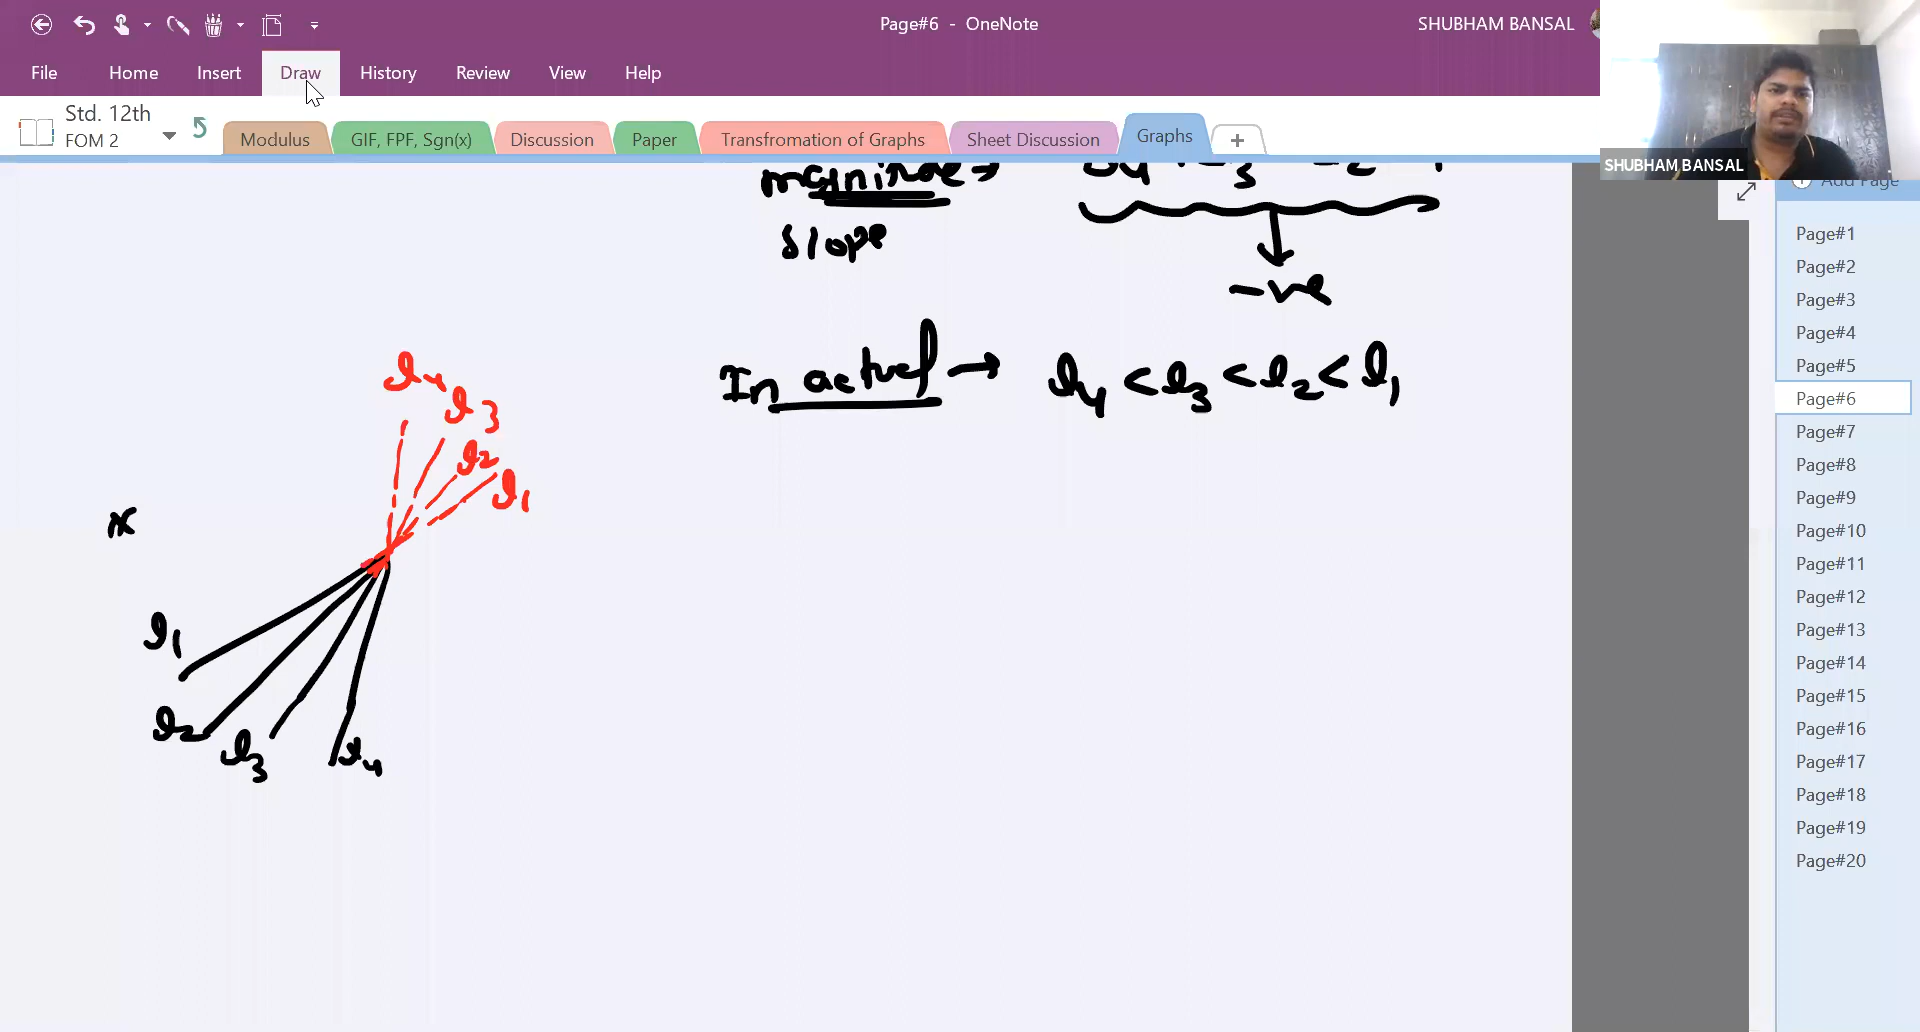 Page#6 - OneNote
SHUBHAM BANSAL
File Home Insert Draw History Review View Help
Std. 12th
FOM 2
Modulus GIF, FPF, Sgn(x) Discussion Paper Transfromation of Graphs Sheet Discussion Graphs
SHUBHAM BANSAL
Add Page
Page#1
Page#2
Page#3
Page#4
Page#5
Page#6
Page#7
Page#8
Page#9
Page#10
Page#11
Page#12
Page#13
Page#14
Page#15
Page#16
Page#17
Page#18
Page#19
Page#20
slope
-ve
In actual → l4 < l3 < l2 < l1
l4
l3
l2
l1
l1
l2
l3
l4